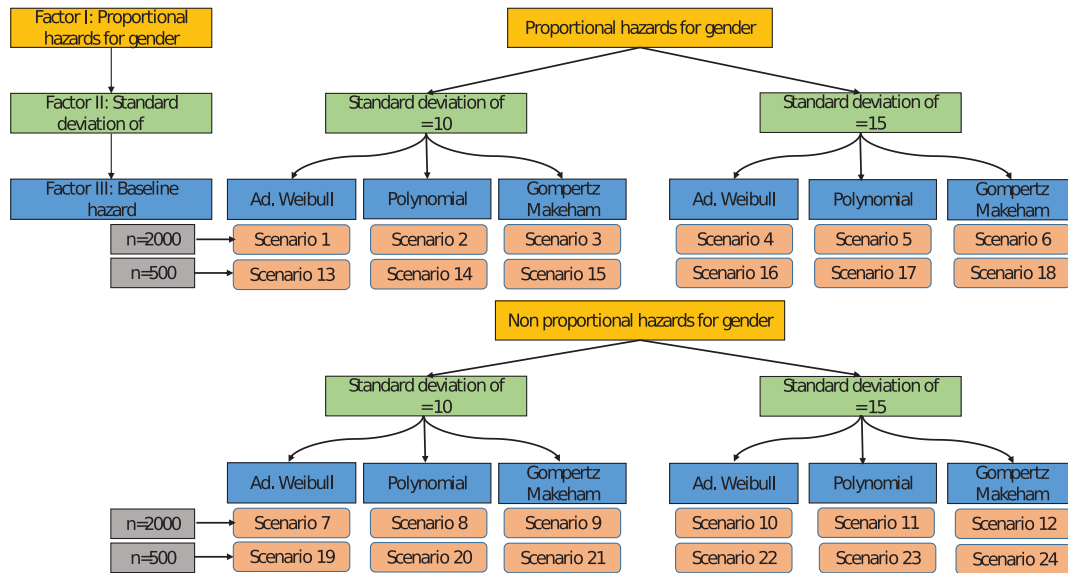 Factor I: Proportional
hazards for gender
Proportional hazards for gender
Factor II: Standard
deviation of
Standard deviation of
=10
Standard deviation of
=15
Factor III: Baseline
hazard
Ad. Weibull
Polynomial
Gompertz
Makeham
Ad. Weibull
Polynomial
Gompertz
Makeham
n=2000
Scenario 1
Scenario 2
Scenario 3
Scenario 4
Scenario 5
Scenario 6
n=500
Scenario 13
Scenario 14
Scenario 15
Scenario 16
Scenario 17
Scenario 18
Non proportional hazards for gender
Standard deviation of
=10
Standard deviation of
=15
Ad. Weibull
Polynomial
Gompertz
Makeham
Ad. Weibull
Polynomial
Gompertz
Makeham
n=2000
Scenario 7
Scenario 8
Scenario 9
Scenario 10
Scenario 11
Scenario 12
n=500
Scenario 19
Scenario 20
Scenario 21
Scenario 22
Scenario 23
Scenario 24